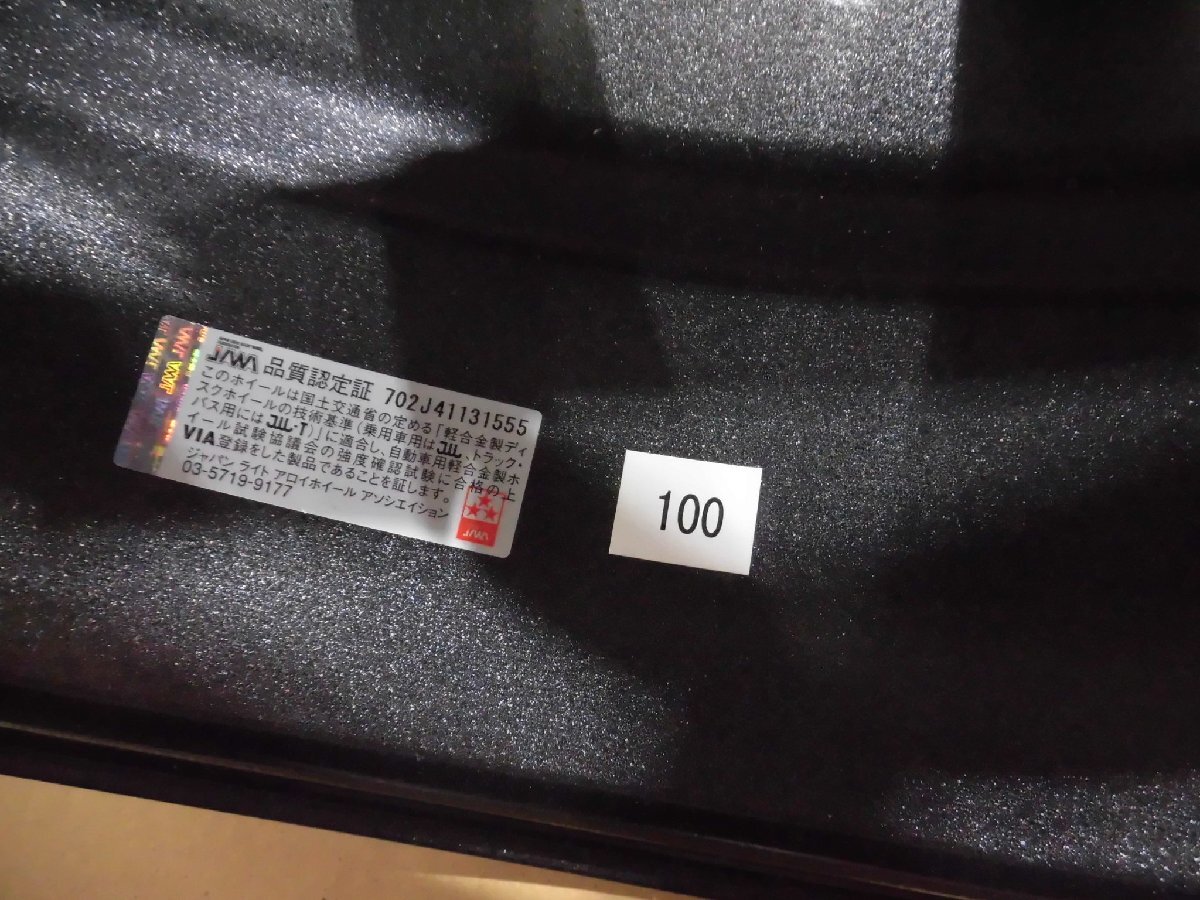 JAWA 品質認定証 702J41131555
このホイールは国土交通省の定める「軽合金製ディ
スクホイールの技術基準(乗用車用はJWL、トラック・
バス用にはJWL-T)」に適合し、自動車用軽合金製ホ
イール試験協議会の強度確認試験に合格の上
VIA登録をした製品であることを証します。
ジャパン ライト アロイホイール アソシエイション
03-5719-9177
JAWA
100